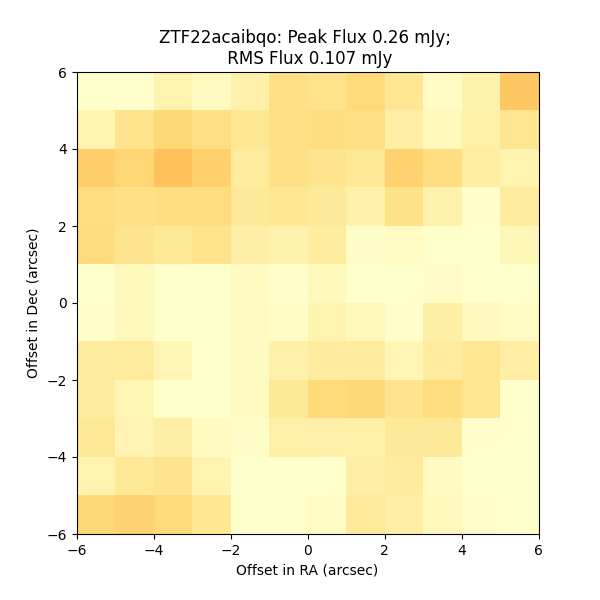 ZTF22acaibqo: Peak Flux 0.26 mJy;
RMS Flux 0.107 mJy
6
4
2
0
−2
−4
−6
Offset in Dec (arcsec)
−6 −4 −2 0 2 4 6
Offset in RA (arcsec)